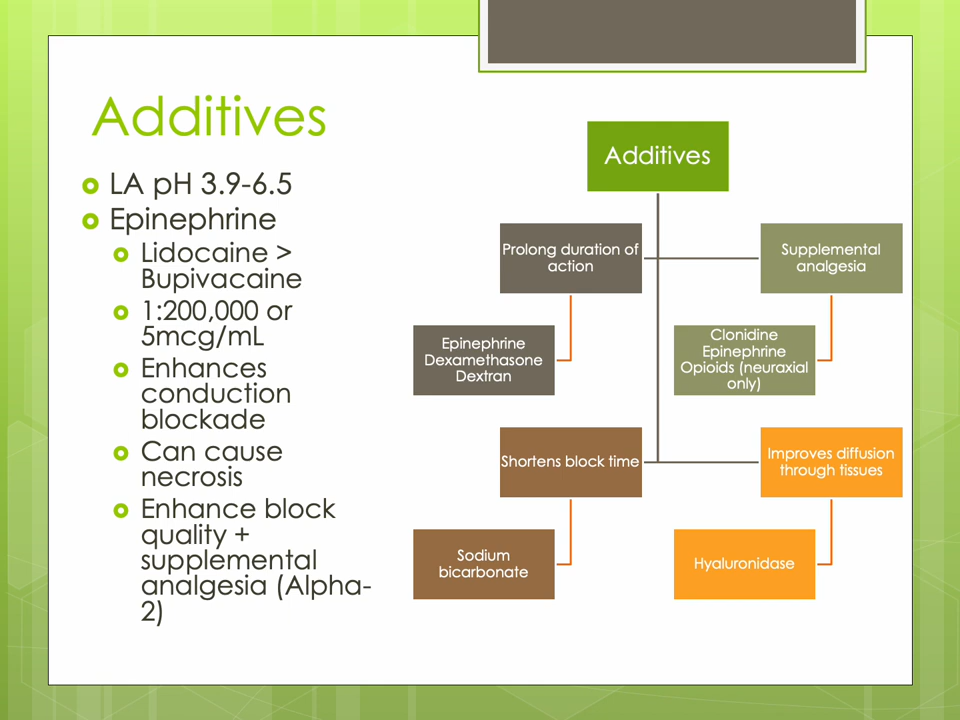 Additives
LA pH 3.9-6.5
Epinephrine
Lidocaine >
Bupivacaine
1:200,000 or
5mcg/mL
Enhances
conduction
blockade
Can cause
necrosis
Enhance block
quality +
supplemental
analgesia (Alpha-
2)
Additives
Prolong duration of
action
Supplemental
analgesia
Epinephrine
Dexamethasone
Dextran
Clonidine
Epinephrine
Opioids (neuraxial
only)
Shortens block time
Improves diffusion
through tissues
Sodium
bicarbonate
Hyaluronidase